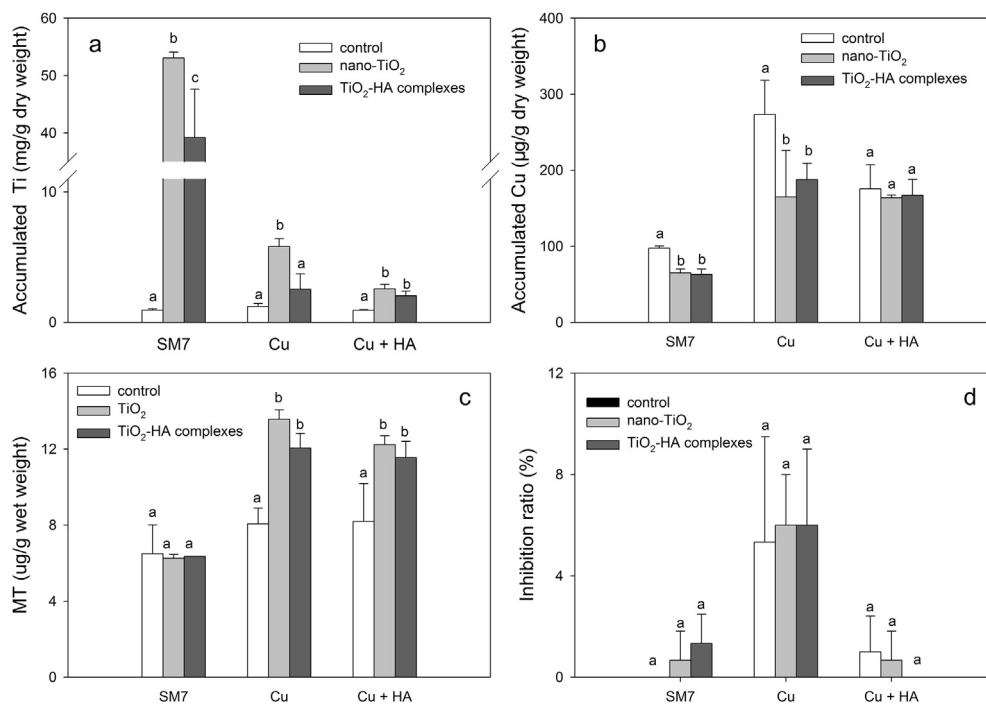 Accumulated Ti (mg/g dry weight)
60
50
40
10
0
a
control
nano-TiO₂
TiO₂-HA complexes
a b c
a b a
a b b
SM7 Cu Cu + HA
Accumulated Cu (µg/g dry weight)
400
300
200
100
0
b
control
nano-TiO₂
TiO₂-HA complexes
a b b
a b b
a a a
SM7 Cu Cu + HA
MT (ug/g wet weight)
16
12
8
4
0
c
control
TiO₂
TiO₂-HA complexes
a a a
a b b
a b b
SM7 Cu Cu + HA
Inhibition ratio (%)
12
8
4
0
d
control
nano-TiO₂
TiO₂-HA complexes
a a a
a a a
a a a
SM7 Cu Cu + HA